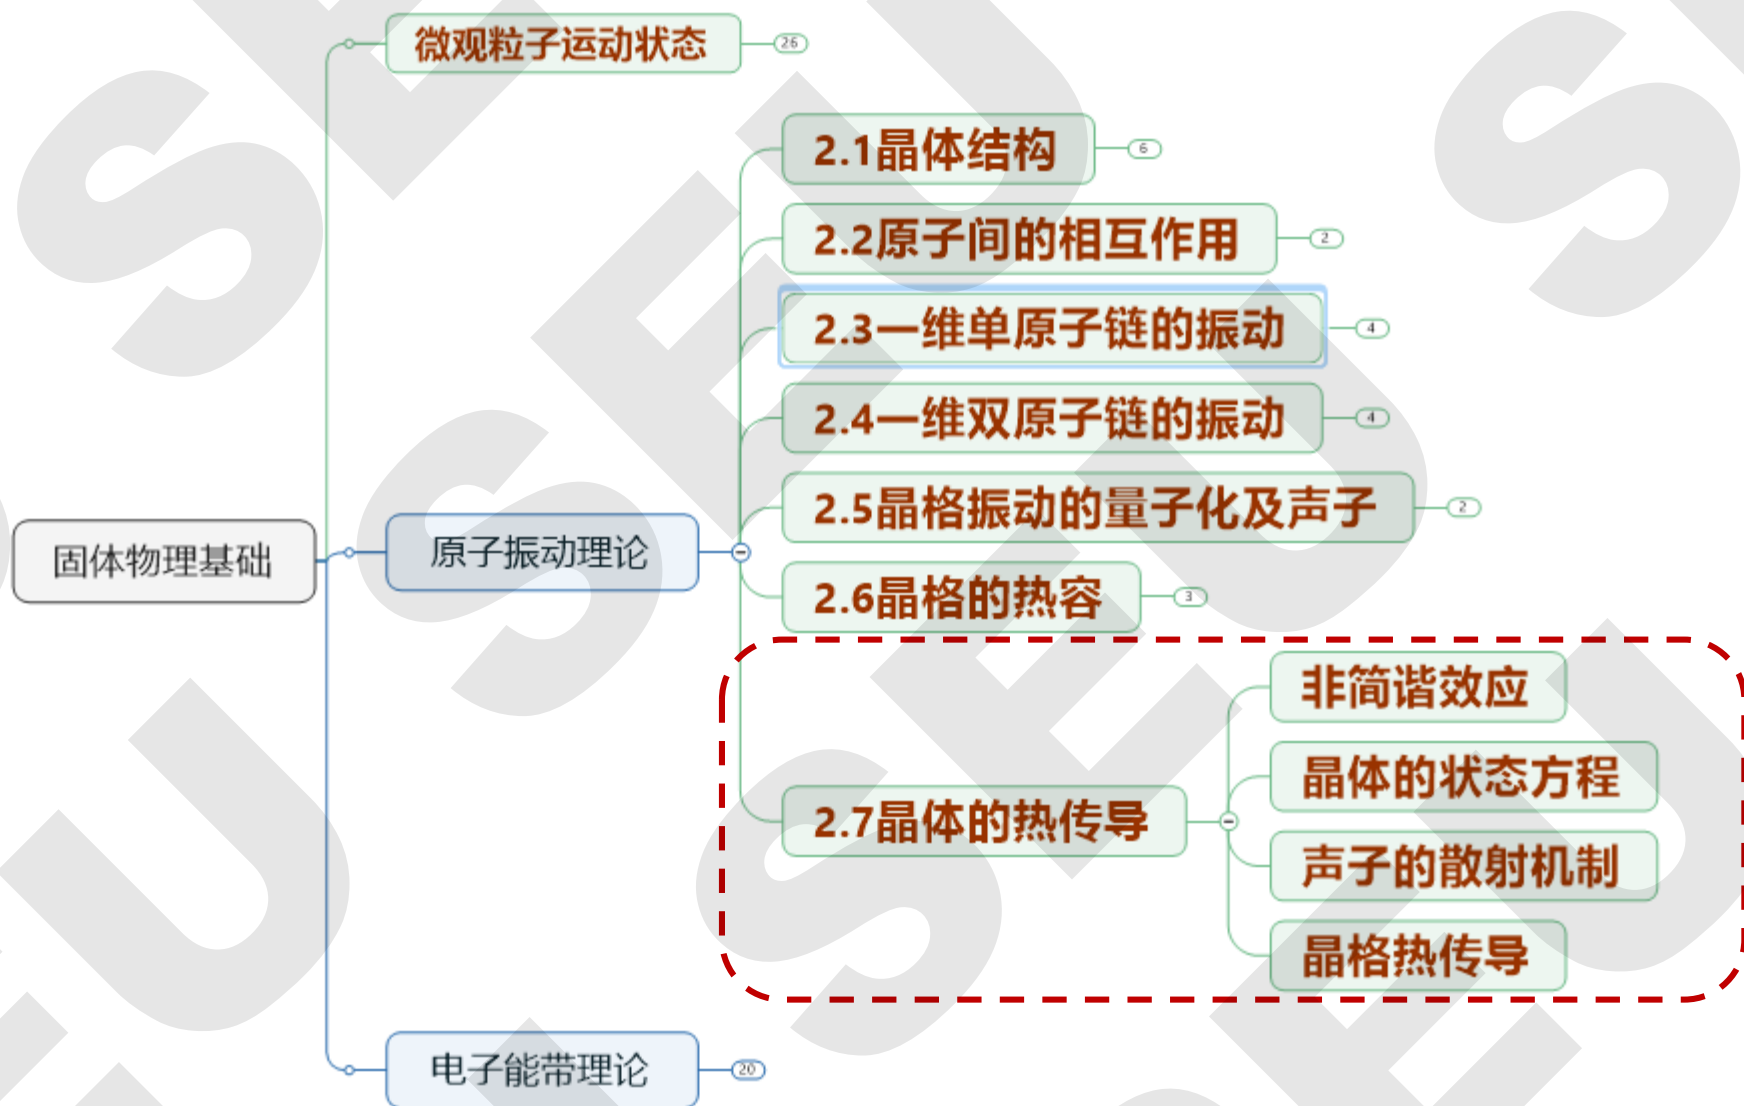 微观粒子运动状态
26
2.1晶体结构
6
2.2原子间的相互作用
2
2.3一维单原子链的振动
4
2.4一维双原子链的振动
4
2.5晶格振动的量子化及声子
2
固体物理基础
原子振动理论
2.6晶格的热容
3
非简谐效应
晶体的状态方程
2.7晶体的热传导
声子的散射机制
晶格热传导
电子能带理论
20
SEU
SEU
SEU
SEU